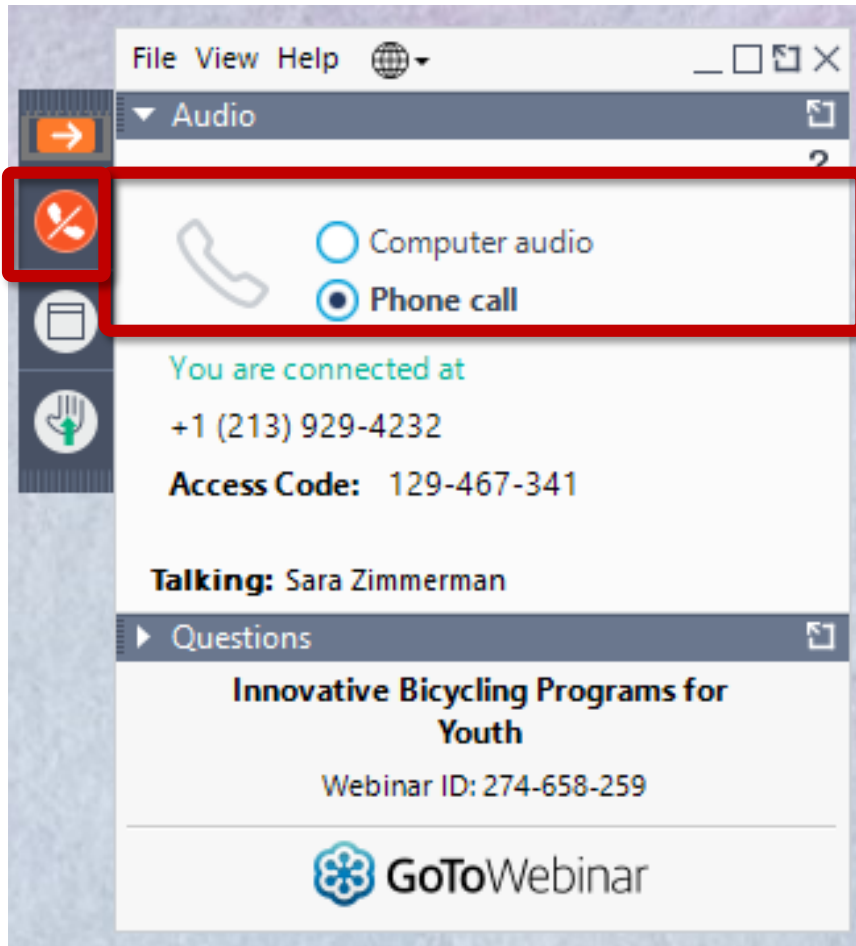 File View Help
Audio
?
Computer audio
Phone call
You are connected at
+1 (213) 929-4232
Access Code: 129-467-341
Talking: Sara Zimmerman
Questions
Innovative Bicycling Programs for
Youth
Webinar ID: 274-658-259
GoToWebinar